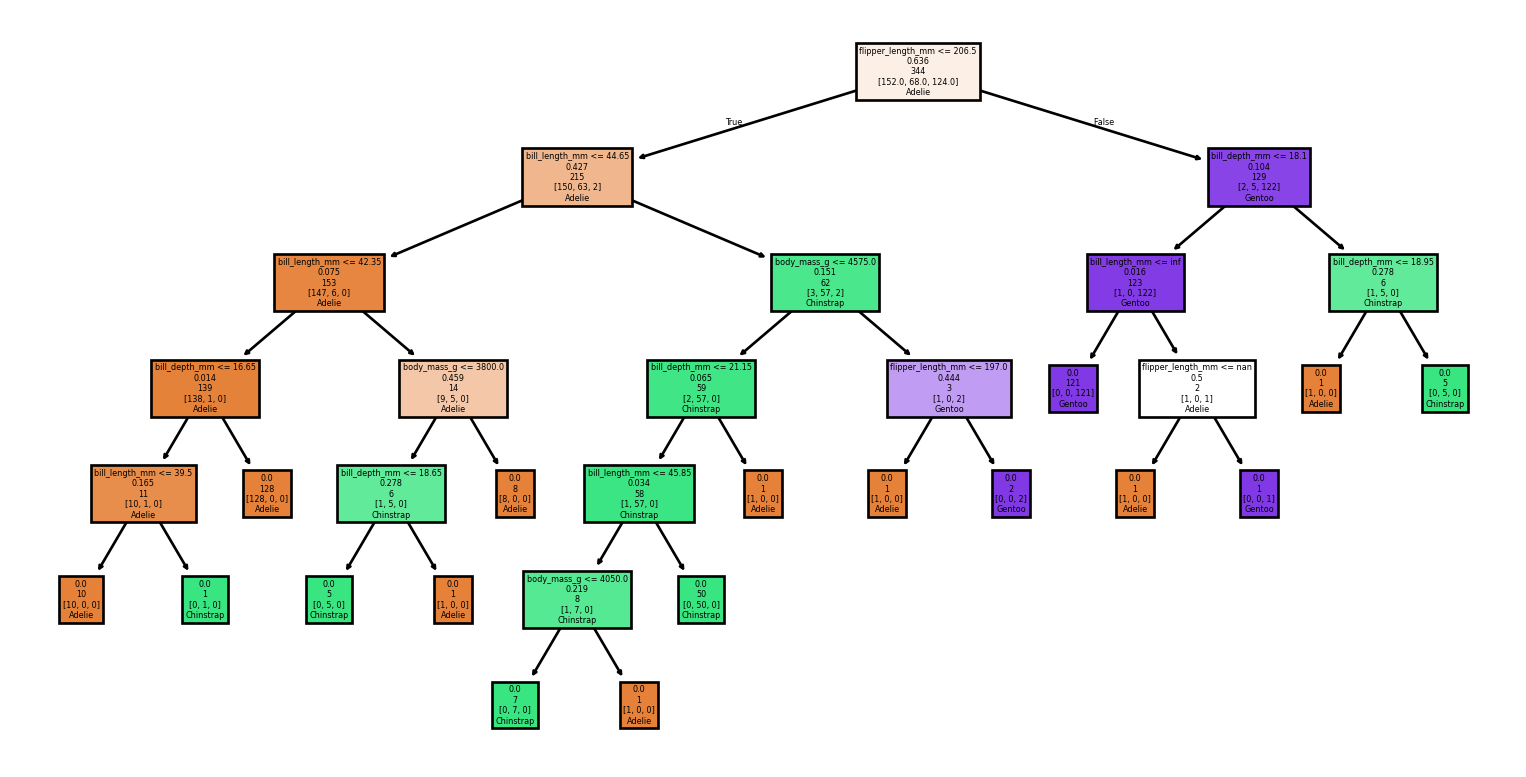 flipper_length_mm <= 206.5
0.636
344
[152.0, 68.0, 124.0]
Adelie
True
False
bill_length_mm <= 44.65
0.427
215
[150, 63, 2]
Adelie
bill_depth_mm <= 18.1
0.104
129
[2, 5, 122]
Gentoo
bill_length_mm <= 42.35
0.075
153
[147, 6, 0]
Adelie
body_mass_g <= 4575.0
0.151
62
[3, 57, 2]
Chinstrap
bill_length_mm <= inf
0.016
123
[1, 0, 122]
Gentoo
bill_depth_mm <= 18.95
0.278
6
[1, 5, 0]
Chinstrap
bill_depth_mm <= 16.65
0.014
139
[138, 1, 0]
Adelie
body_mass_g <= 3800.0
0.459
14
[9, 5, 0]
Adelie
bill_depth_mm <= 21.15
0.065
59
[2, 57, 0]
Chinstrap
flipper_length_mm <= 197.0
0.444
3
[1, 0, 2]
Gentoo
0.0
121
[0, 0, 121]
Gentoo
flipper_length_mm <= nan
0.5
2
[1, 0, 1]
Adelie
0.0
1
[1, 0, 0]
Adelie
0.0
5
[0, 5, 0]
Chinstrap
bill_length_mm <= 39.5
0.165
11
[10, 1, 0]
Adelie
0.0
128
[128, 0, 0]
Adelie
bill_depth_mm <= 18.65
0.278
6
[1, 5, 0]
Chinstrap
0.0
8
[8, 0, 0]
Adelie
bill_length_mm <= 45.85
0.034
58
[1, 57, 0]
Chinstrap
0.0
1
[1, 0, 0]
Adelie
0.0
1
[1, 0, 0]
Adelie
0.0
2
[0, 0, 2]
Gentoo
0.0
1
[1, 0, 0]
Adelie
0.0
1
[0, 0, 1]
Gentoo
0.0
10
[10, 0, 0]
Adelie
0.0
1
[0, 1, 0]
Chinstrap
0.0
5
[0, 5, 0]
Chinstrap
0.0
1
[1, 0, 0]
Adelie
body_mass_g <= 4050.0
0.219
8
[1, 7, 0]
Chinstrap
0.0
50
[0, 50, 0]
Chinstrap
0.0
7
[0, 7, 0]
Chinstrap
0.0
1
[1, 0, 0]
Adelie